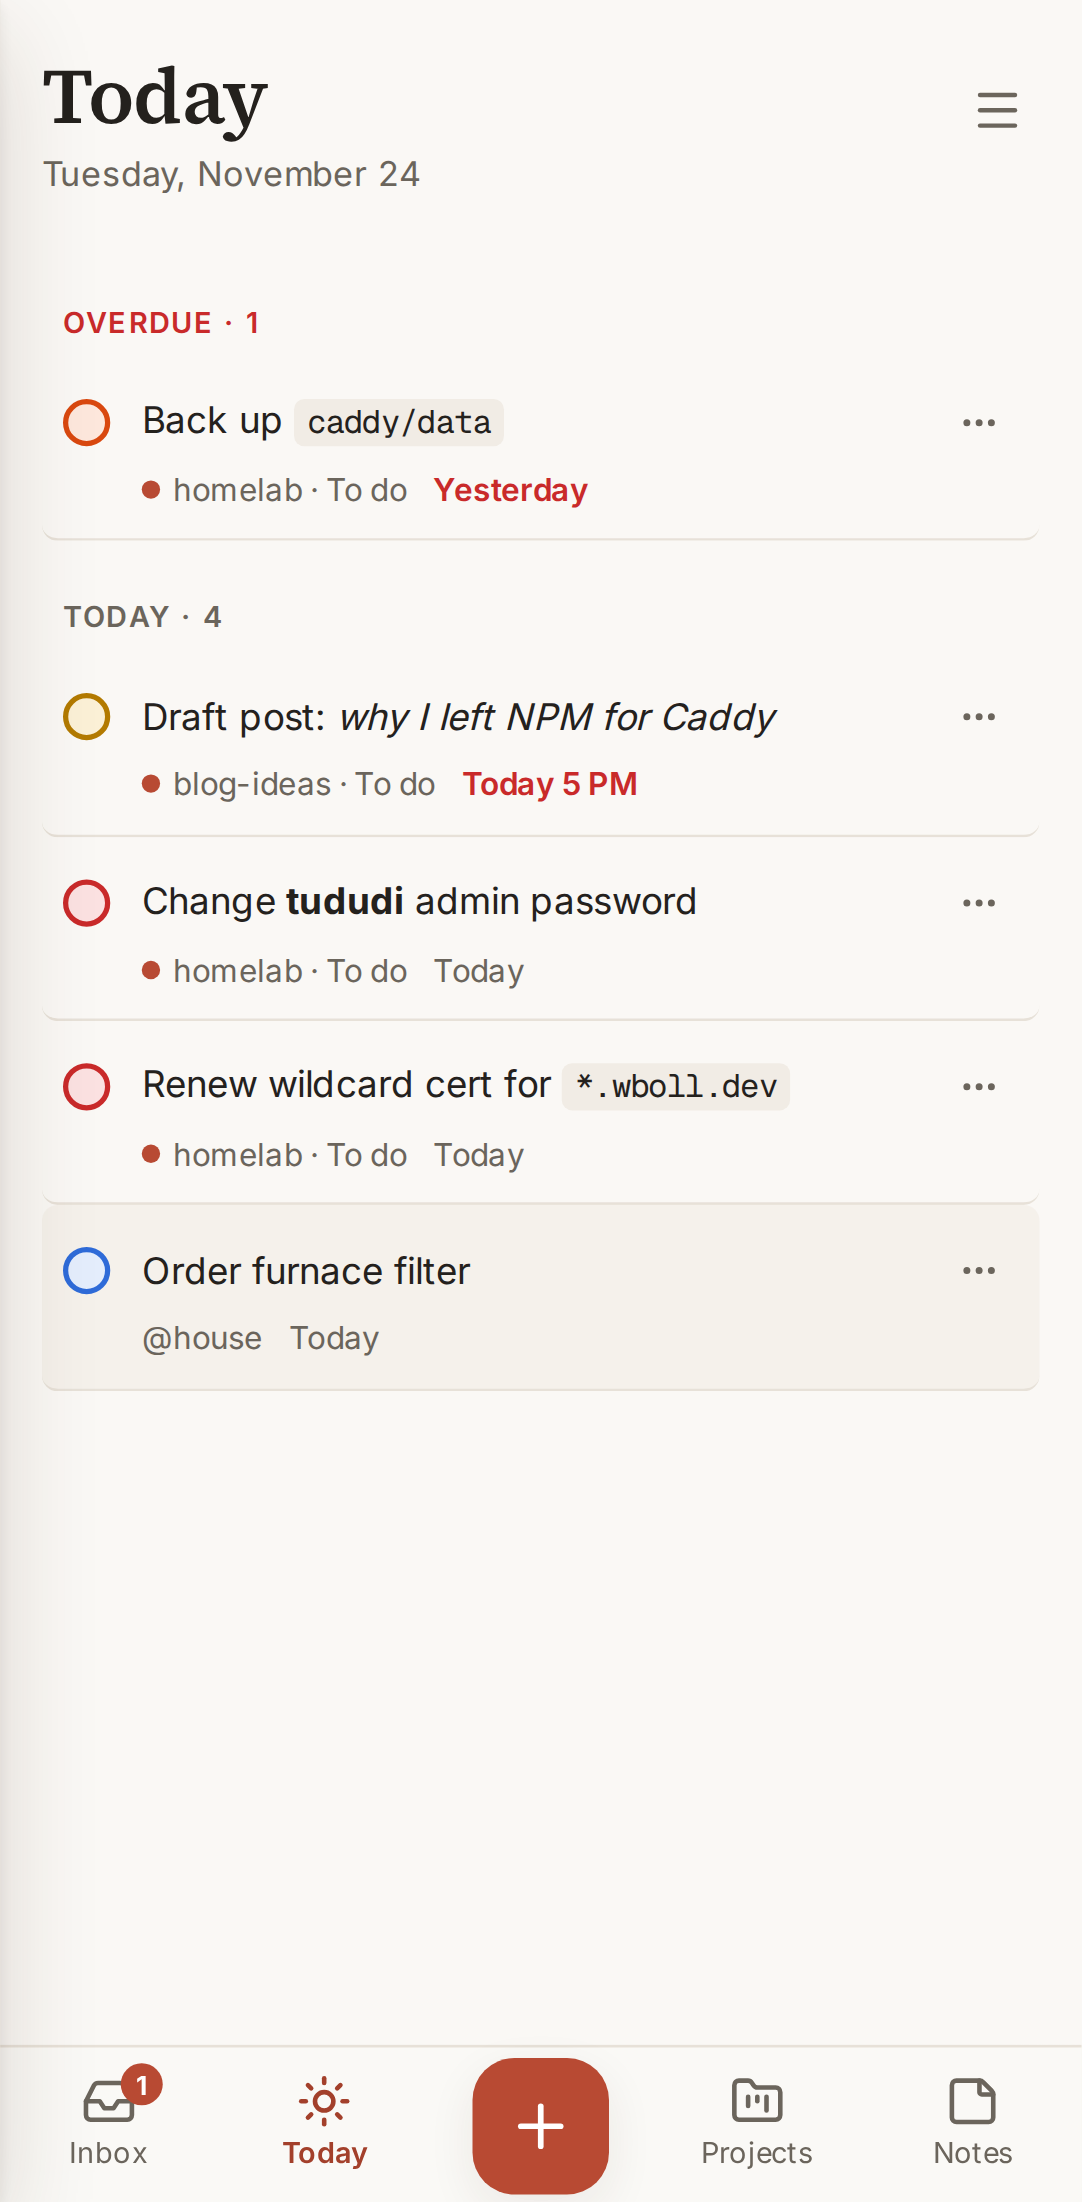 Today
Tuesday, November 24
OVERDUE · 1
Back up caddy/data
homelab · To do Yesterday
TODAY · 4
Draft post: why I left NPM for Caddy
blog-ideas · To do Today 5 PM
Change tududi admin password
homelab · To do Today
Renew wildcard cert for *.wboll.dev
homelab · To do Today
Order furnace filter
@house Today
1
Inbox
Today
Projects
Notes